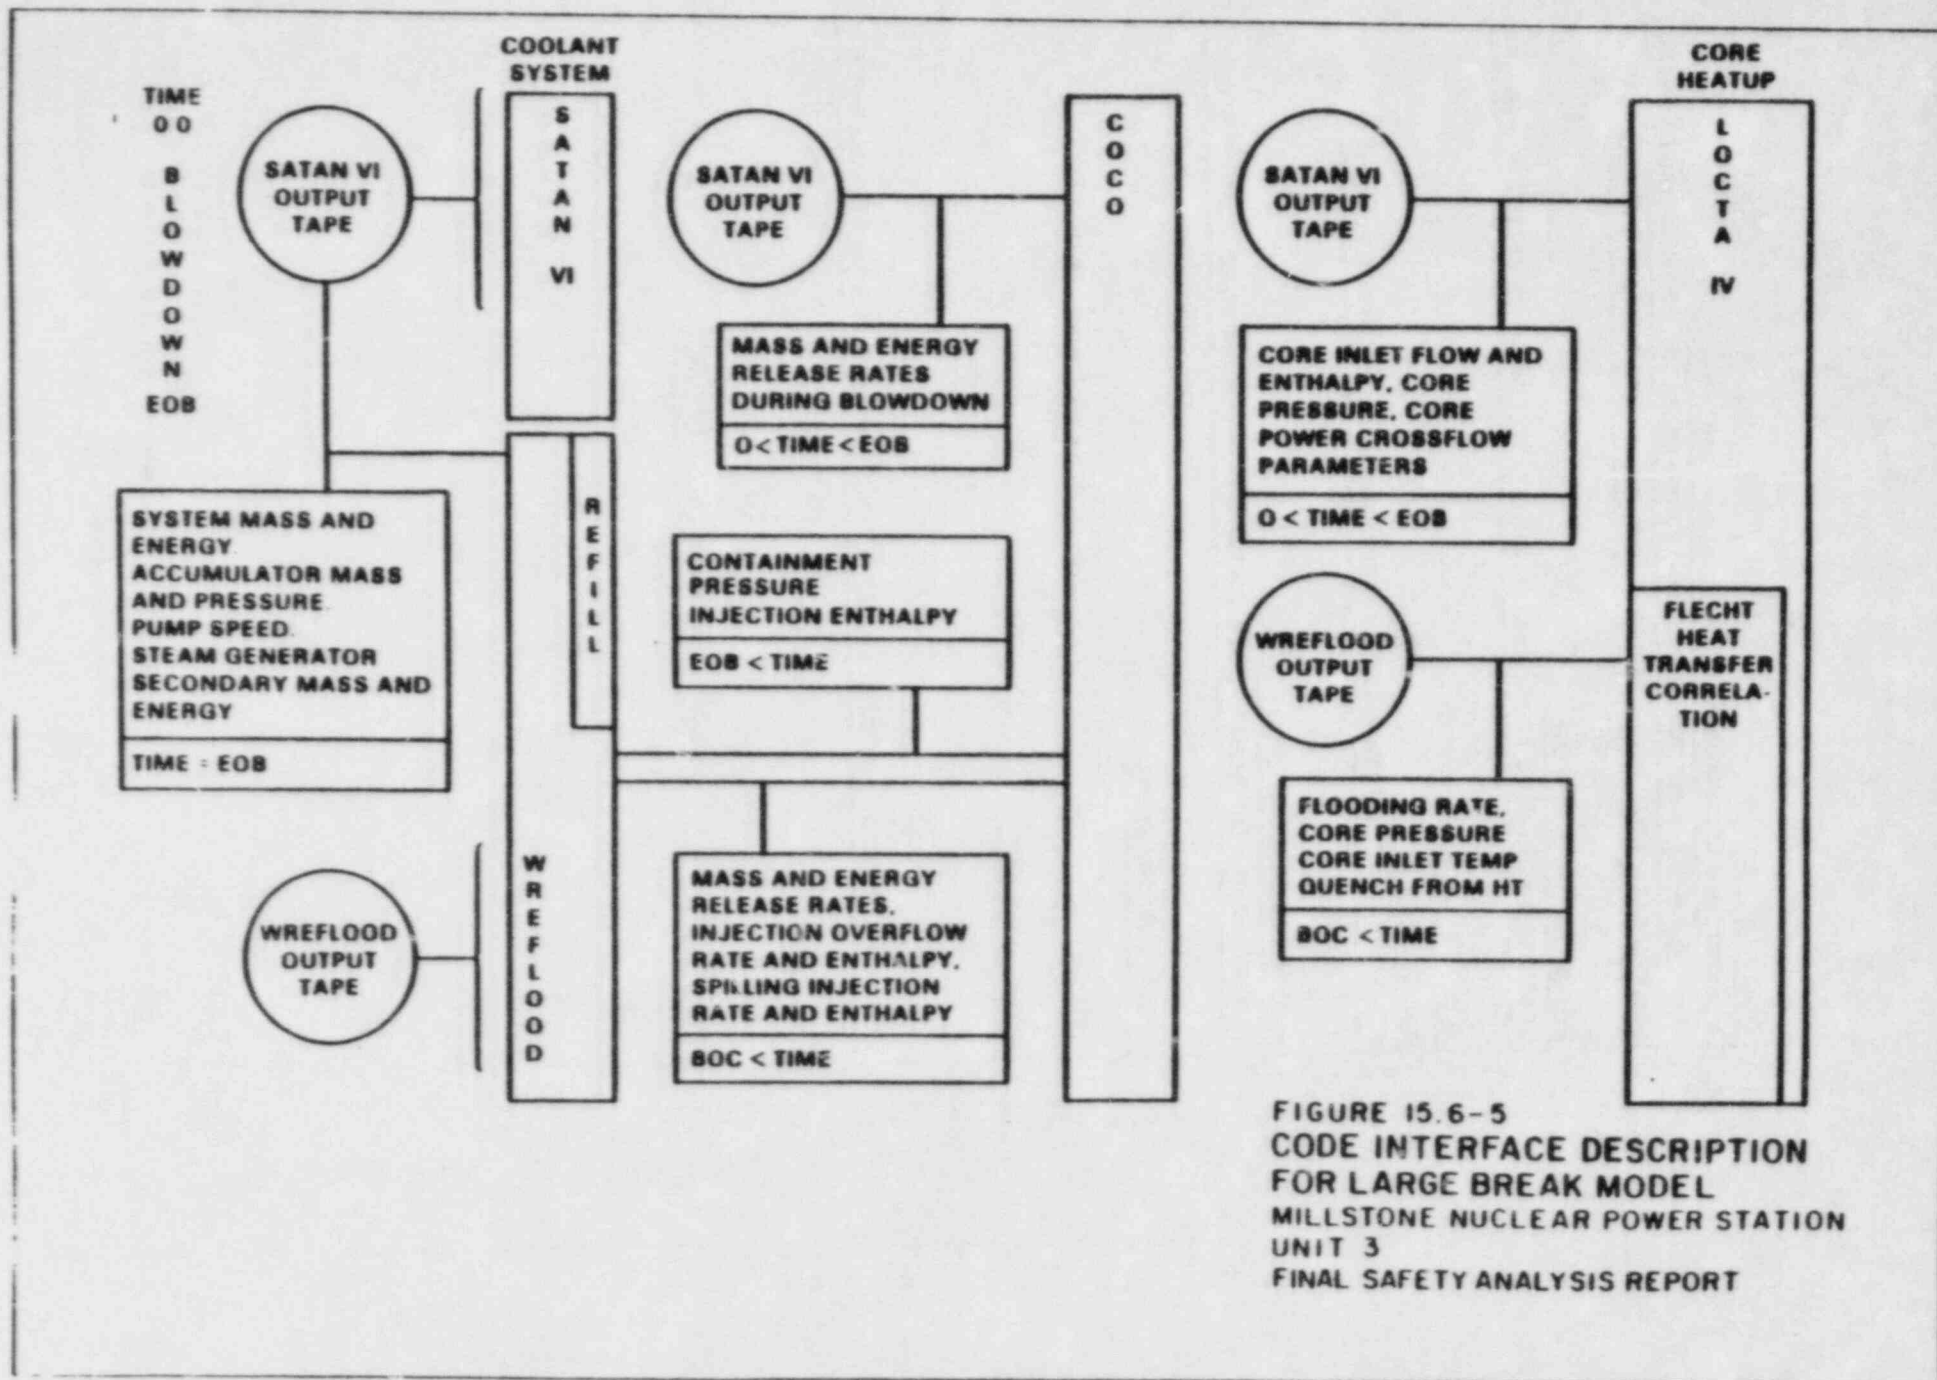 TIME
0 0
BLOWDOWN
EOB
SATAN VI
OUTPUT
TAPE
COOLANT
SYSTEM
SATAN VI
SYSTEM MASS AND
ENERGY.
ACCUMULATOR MASS
AND PRESSURE.
PUMP SPEED.
STEAM GENERATOR
SECONDARY MASS AND
ENERGY
TIME = EOB
REFILL
WREFLOOD
OUTPUT
TAPE
WREFLOOD
SATAN VI
OUTPUT
TAPE
MASS AND ENERGY
RELEASE RATES
DURING BLOWDOWN
O < TIME < EOB
CONTAINMENT
PRESSURE
INJECTION ENTHALPY
EOB < TIME
MASS AND ENERGY
RELEASE RATES,
INJECTION OVERFLOW
RATE AND ENTHALPY,
SPILLING INJECTION
RATE AND ENTHALPY
BOC < TIME
COCO
SATAN VI
OUTPUT
TAPE
CORE
HEATUP
LOCTA IV
CORE INLET FLOW AND
ENTHALPY, CORE
PRESSURE, CORE
POWER CROSSFLOW
PARAMETERS
O < TIME < EOB
WREFLOOD
OUTPUT
TAPE
FLECHT
HEAT
TRANSFER
CORRELA-
TION
FLOODING RATE,
CORE PRESSURE
CORE INLET TEMP
QUENCH FROM HT
BOC < TIME
FIGURE 15.6-5
CODE INTERFACE DESCRIPTION
FOR LARGE BREAK MODEL
MILLSTONE NUCLEAR POWER STATION
UNIT 3
FINAL SAFETY ANALYSIS REPORT